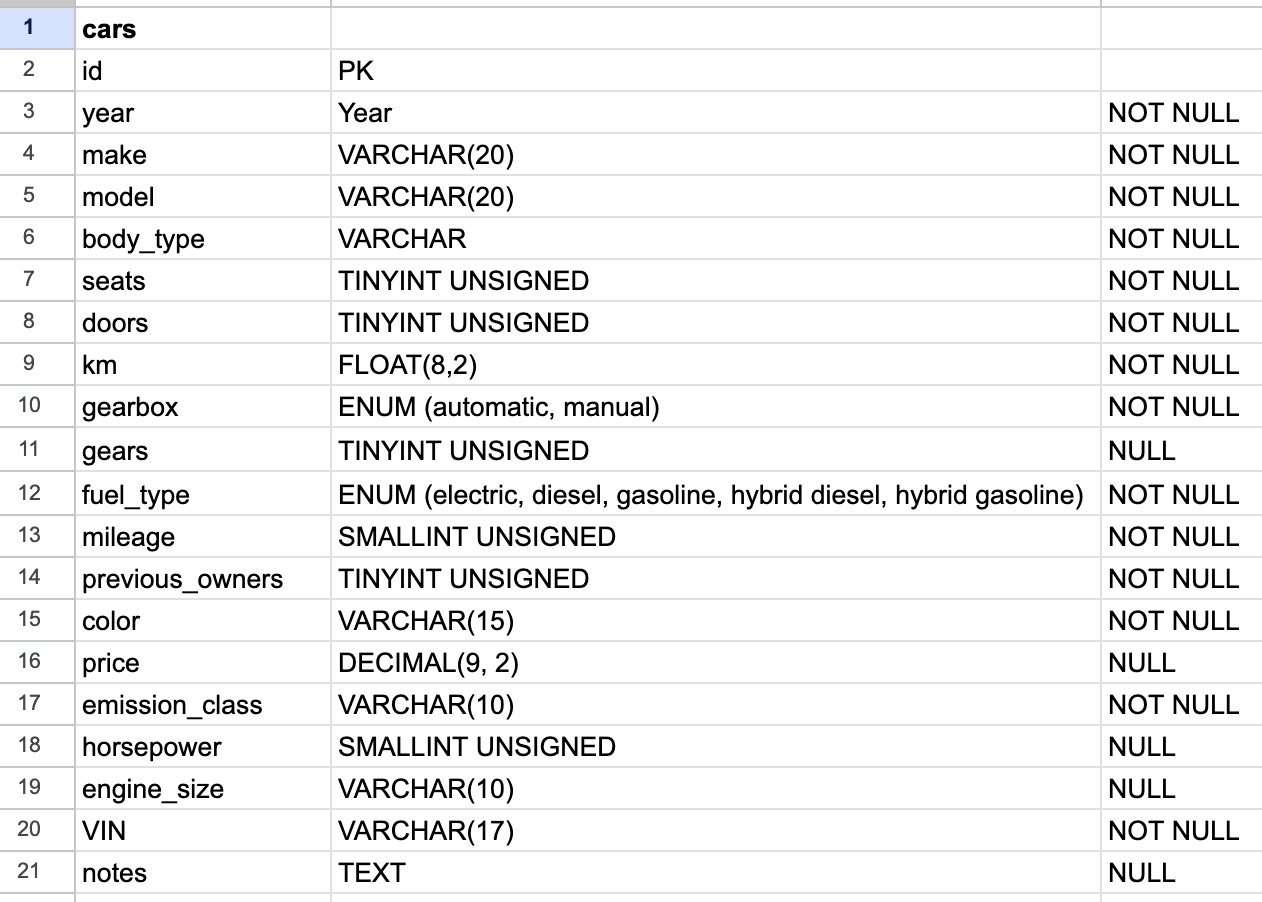 1 cars
2 id PK
3 year Year NOT NULL
4 make VARCHAR(20) NOT NULL
5 model VARCHAR(20) NOT NULL
6 body_type VARCHAR NOT NULL
7 seats TINYINT UNSIGNED NOT NULL
8 doors TINYINT UNSIGNED NOT NULL
9 km FLOAT(8,2) NOT NULL
10 gearbox ENUM (automatic, manual) NOT NULL
11 gears TINYINT UNSIGNED NULL
12 fuel_type ENUM (electric, diesel, gasoline, hybrid diesel, hybrid gasoline) NOT NULL
13 mileage SMALLINT UNSIGNED NOT NULL
14 previous_owners TINYINT UNSIGNED NOT NULL
15 color VARCHAR(15) NOT NULL
16 price DECIMAL(9, 2) NULL
17 emission_class VARCHAR(10) NOT NULL
18 horsepower SMALLINT UNSIGNED NULL
19 engine_size VARCHAR(10) NULL
20 VIN VARCHAR(17) NOT NULL
21 notes TEXT NULL